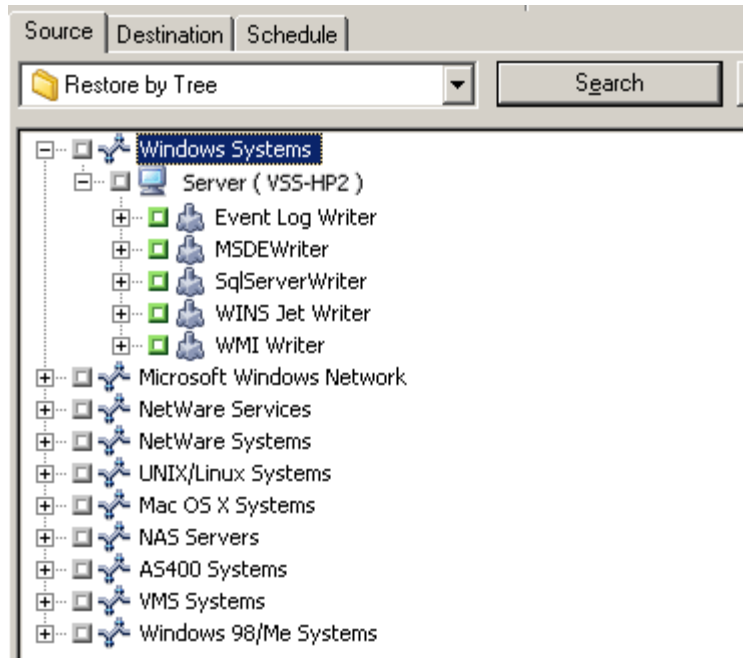 Source Destination Schedule
Restore by Tree Search
Windows Systems
Server ( VSS-HP2 )
Event Log Writer
MSDEWriter
SqlServerWriter
WINS Jet Writer
WMI Writer
Microsoft Windows Network
NetWare Services
NetWare Systems
UNIX/Linux Systems
Mac OS X Systems
NAS Servers
AS400 Systems
VMS Systems
Windows 98/Me Systems